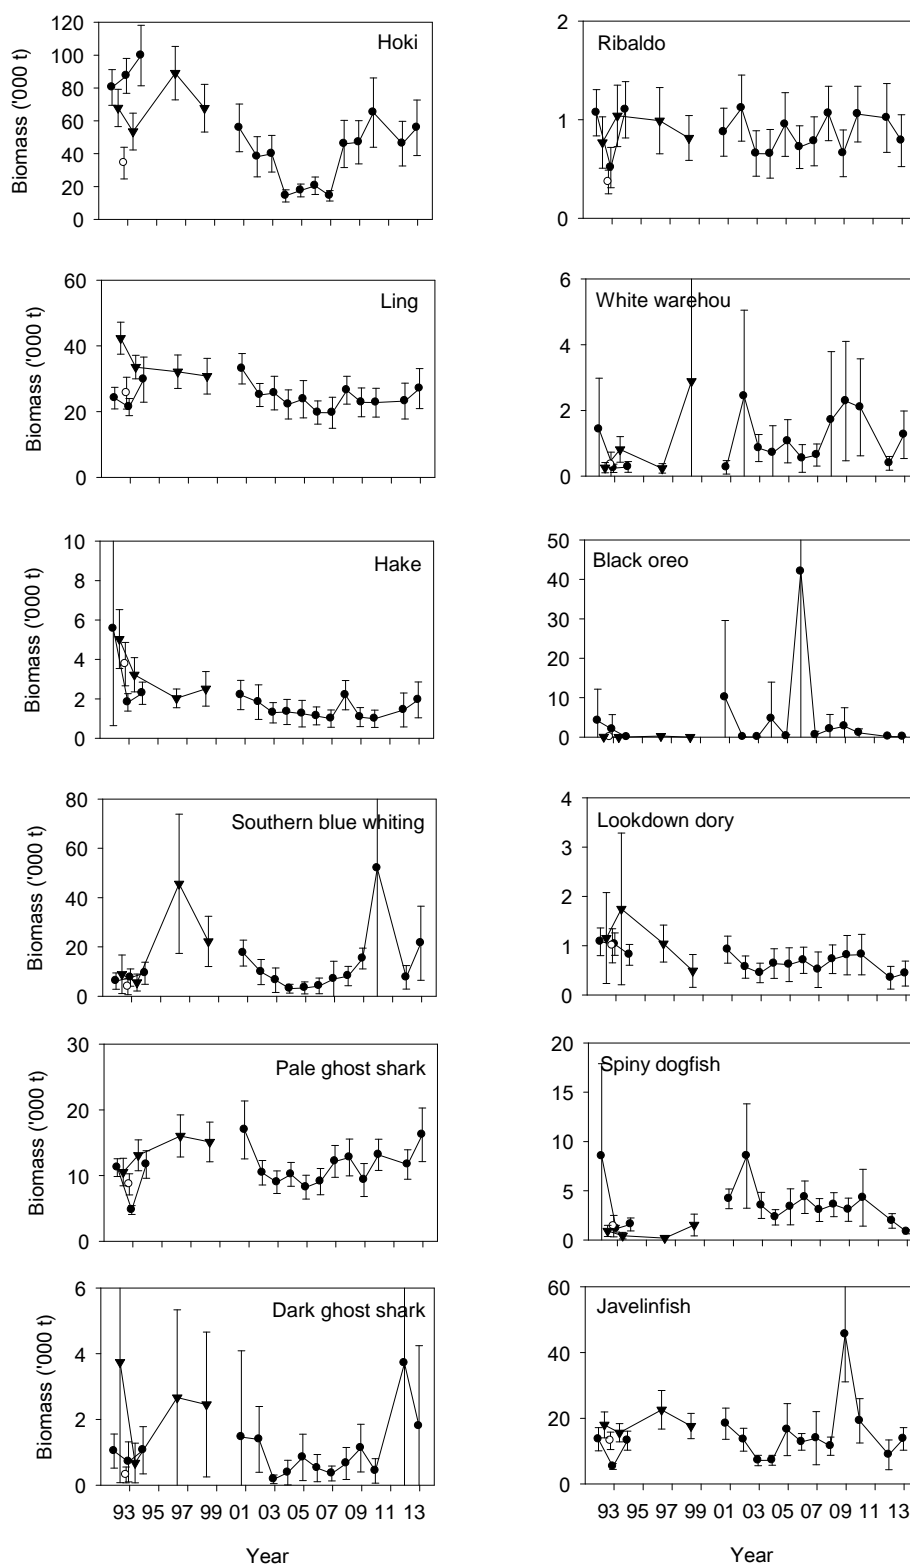 Hoki
Biomass ('000 t)
120
100
80
60
40
20
0
Ribaldo
2
1
0
Ling
Biomass ('000 t)
60
40
20
0
White warehou
6
4
2
0
Hake
Biomass ('000 t)
10
8
6
4
2
0
Black oreo
50
40
30
20
10
0
Southern blue whiting
Biomass ('000 t)
80
60
40
20
0
Lookdown dory
4
3
2
1
0
Pale ghost shark
Biomass ('000 t)
30
20
10
0
Spiny dogfish
20
15
10
5
0
Dark ghost shark
Biomass ('000 t)
6
4
2
0
93 95 97 99 01 03 05 07 09 11 13
Year
Javelinfish
60
40
20
0
93 95 97 99 01 03 05 07 09 11 13
Year